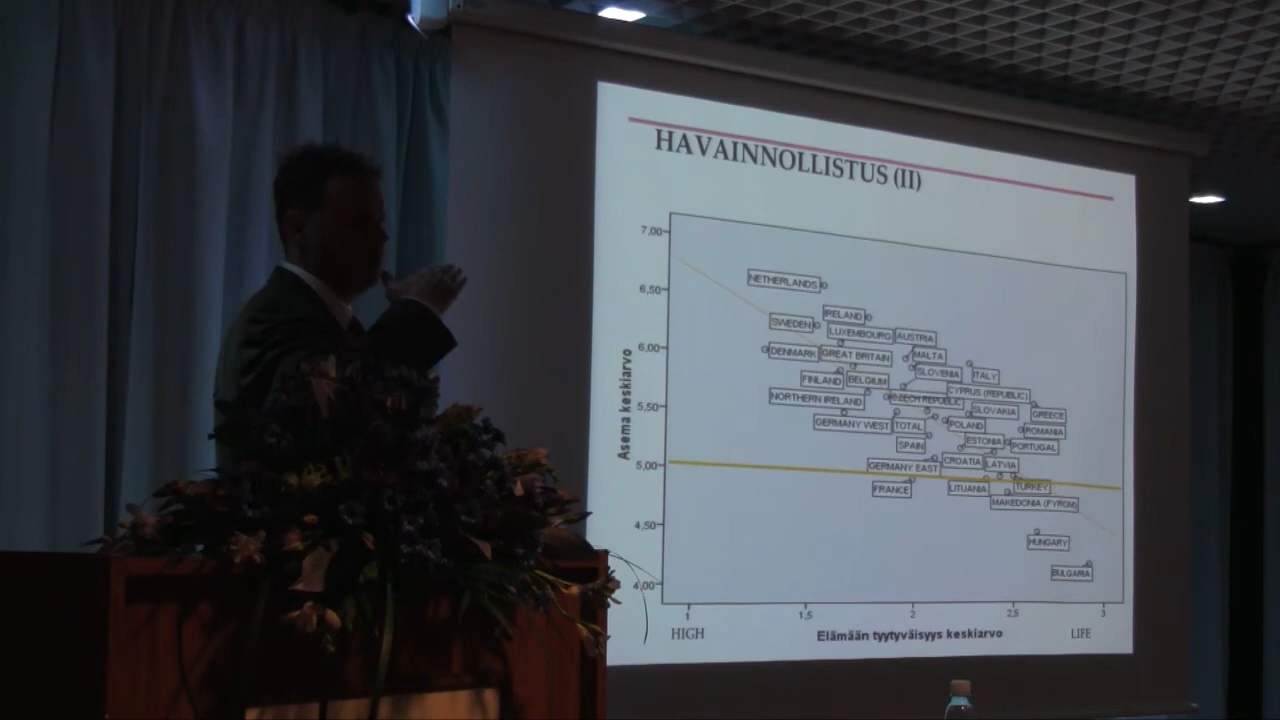 HAVAINNOLLISTUS (II)
7,00
6,50
6,00
5,50
5,00
4,50
4,00
Asema keskiarvo
NETHERLANDS
IRELAND
SWEDEN
LUXEMBOURG
AUSTRIA
DENMARK
GREAT BRITAIN
MALTA
FINLAND
BELGIUM
SLOVENIA
ITALY
NORTHERN IRELAND
CZECH REPUBLIC
CYPRUS (REPUBLIC)
GERMANY WEST
TOTAL
POLAND
SLOVAKIA
GREECE
ROMANIA
SPAIN
ESTONIA
PORTUGAL
GERMANY EAST
CROATIA
LATVIA
FRANCE
LITUANIA
TURKEY
MAKEDONIA (FYROM)
HUNGARY
BULGARIA
1
1,5
2
2,5
3
HIGH
Elämään tyytyväisyys keskiarvo
LIFE